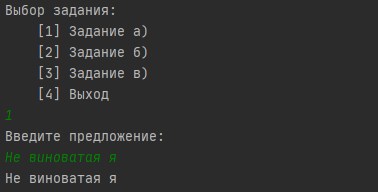 Выбор задания:
[1] Задание а)
[2] Задание б)
[3] Задание в)
[4] Выход
1
Введите предложение:
Не виноватая я
Не виноватая я